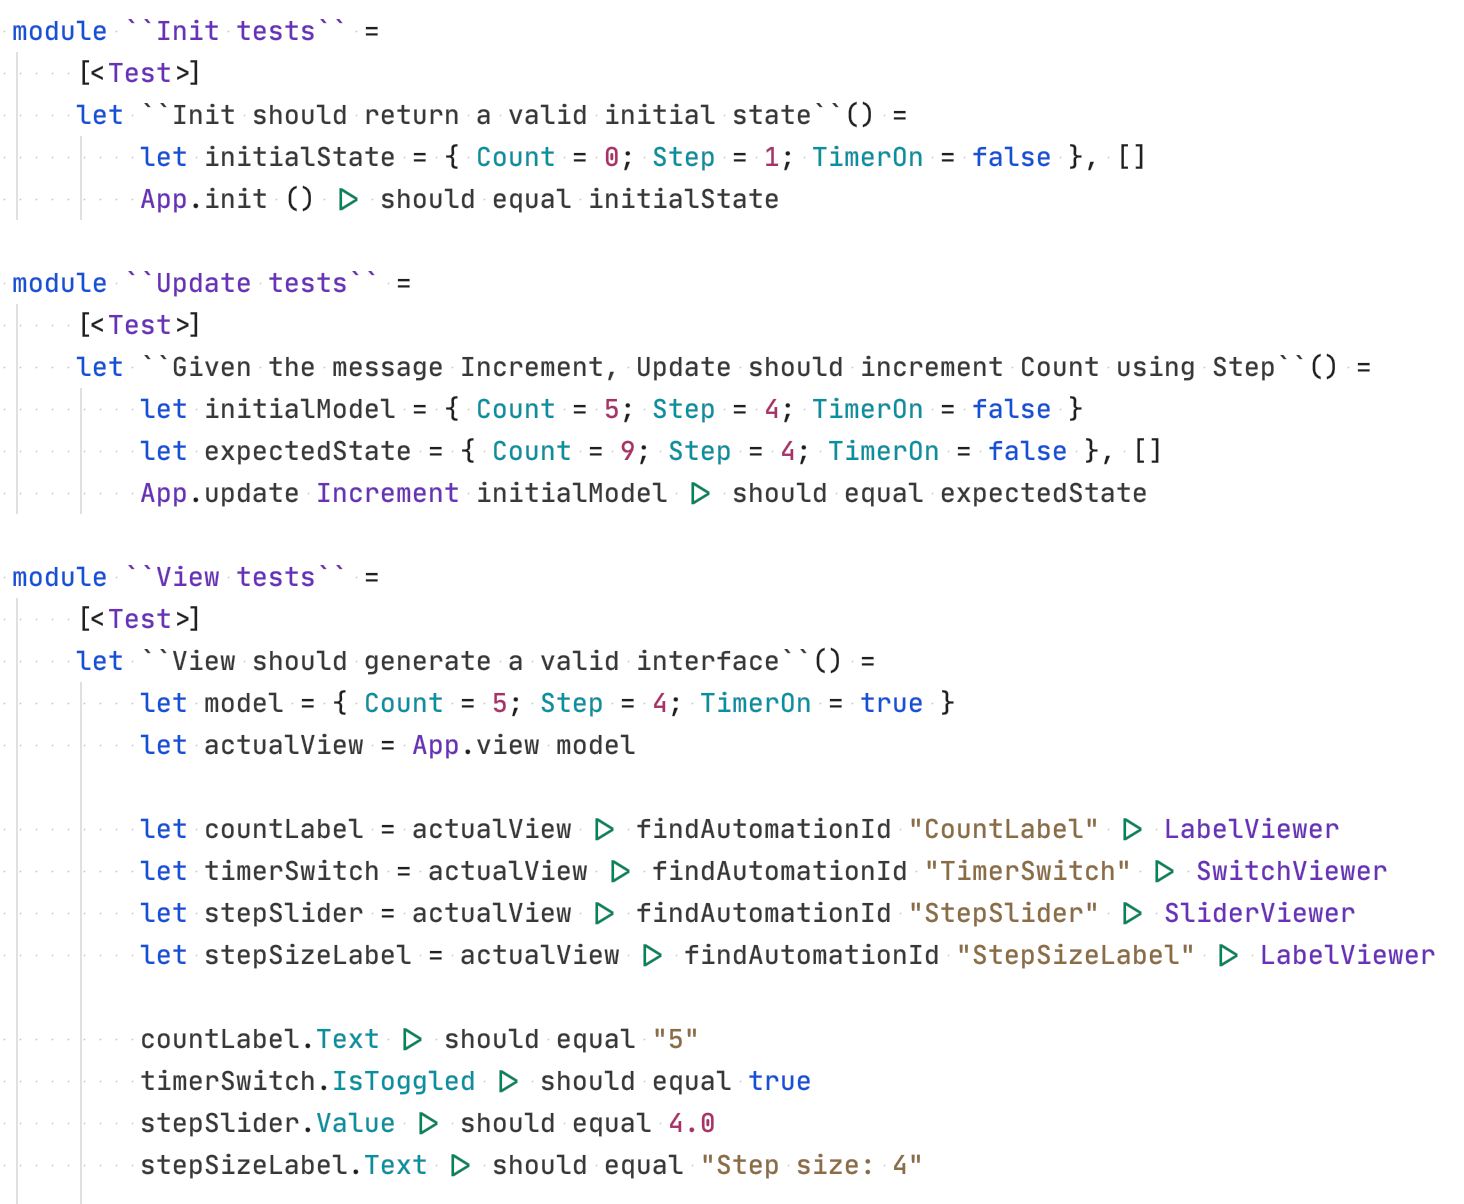 module ``Init tests`` =
[<Test>]
let ``Init should return a valid initial state``() =
let initialState = { Count = 0; Step = 1; TimerOn = false }, []
App.init () ▷ should equal initialState
module ``Update tests`` =
[<Test>]
let ``Given the message Increment, Update should increment Count using Step``() =
let initialModel = { Count = 5; Step = 4; TimerOn = false }
let expectedState = { Count = 9; Step = 4; TimerOn = false }, []
App.update Increment initialModel ▷ should equal expectedState
module ``View tests`` =
[<Test>]
let ``View should generate a valid interface``() =
let model = { Count = 5; Step = 4; TimerOn = true }
let actualView = App.view model
let countLabel = actualView ▷ findAutomationId "CountLabel" ▷ LabelViewer
let timerSwitch = actualView ▷ findAutomationId "TimerSwitch" ▷ SwitchViewer
let stepSlider = actualView ▷ findAutomationId "StepSlider" ▷ SliderViewer
let stepSizeLabel = actualView ▷ findAutomationId "StepSizeLabel" ▷ LabelViewer
countLabel.Text ▷ should equal "5"
timerSwitch.IsToggled ▷ should equal true
stepSlider.Value ▷ should equal 4.0
stepSizeLabel.Text ▷ should equal "Step size: 4"